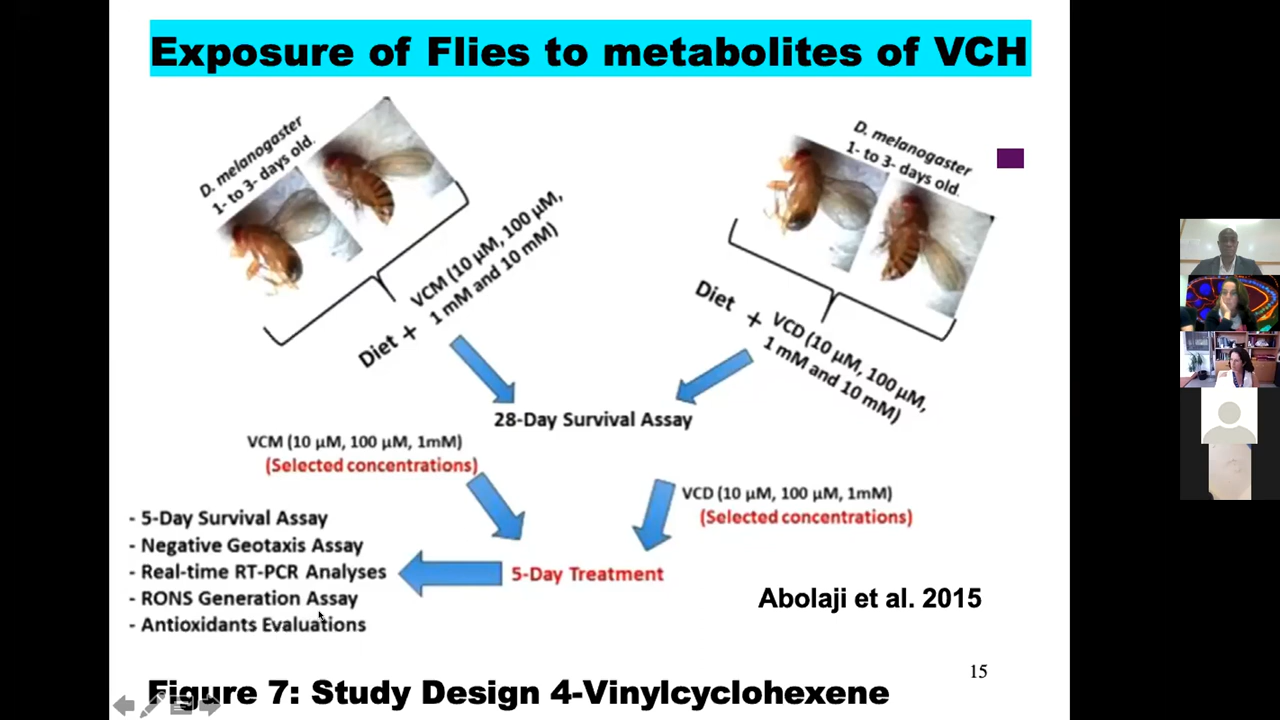 Exposure of Flies to metabolites of VCH
D. melanogaster
1- to 3- days old.
Diet + VCM (10 µM, 100 µM,
1 mM and 10 mM)
D. melanogaster
1- to 3- days old.
Diet + VCD (10 µM, 100 µM,
1 mM and 10 mM)
28-Day Survival Assay
VCM (10 µM, 100 µM, 1mM)
(Selected concentrations)
VCD (10 µM, 100 µM, 1mM)
(Selected concentrations)
5-Day Treatment
- 5-Day Survival Assay
- Negative Geotaxis Assay
- Real-time RT-PCR Analyses
- RONS Generation Assay
- Antioxidants Evaluations
Abolaji et al. 2015
15
Figure 7: Study Design 4-Vinylcyclohexene